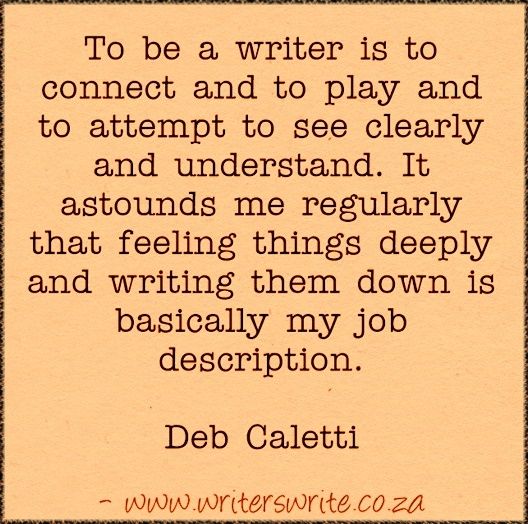 To be a writer is to
connect and to play and
to attempt to see clearly
and understand. It
astounds me regularly
that feeling things deeply
and writing them down is
basically my job
description.
Deb Caletti
- www.writerswrite.co.za